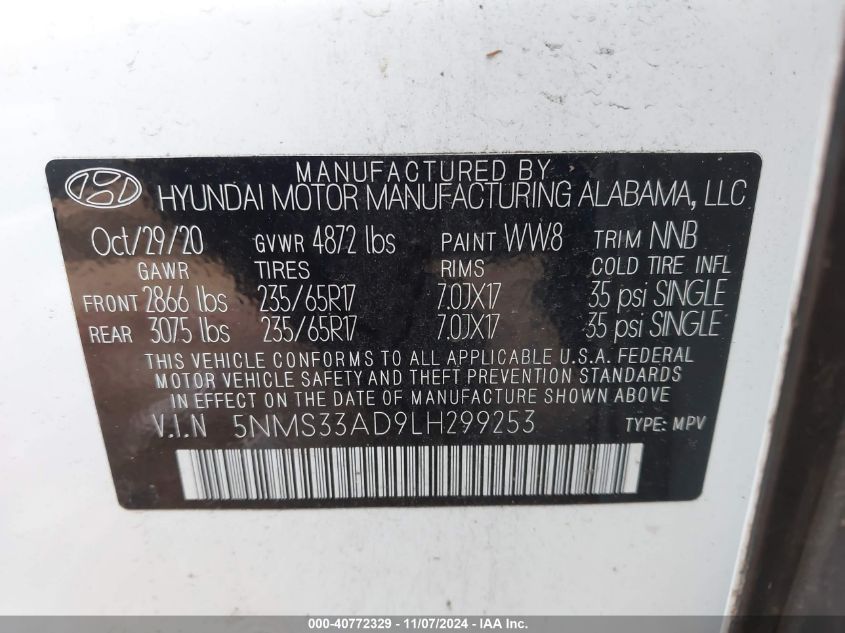 MANUFACTURED BY
HYUNDAI MOTOR MANUFACTURING ALABAMA, LLC
Oct/29/20 GVWR 4872 lbs PAINT WW8 TRIM NNB
GAWR TIRES RIMS COLD TIRE INFL
FRONT 2866 lbs 235/65R17 7.0JX17 35 psi SINGLE
REAR 3075 lbs 235/65R17 7.0JX17 35 psi SINGLE
THIS VEHICLE CONFORMS TO ALL APPLICABLE U.S.A. FEDERAL
MOTOR VEHICLE SAFETY AND THEFT PREVENTION STANDARDS
IN EFFECT ON THE DATE OF MANUFACTURE SHOWN ABOVE
V.I.N 5NMS33AD9LH299253 TYPE: MPV
000-40772329 - 11/07/2024 - IAA Inc.